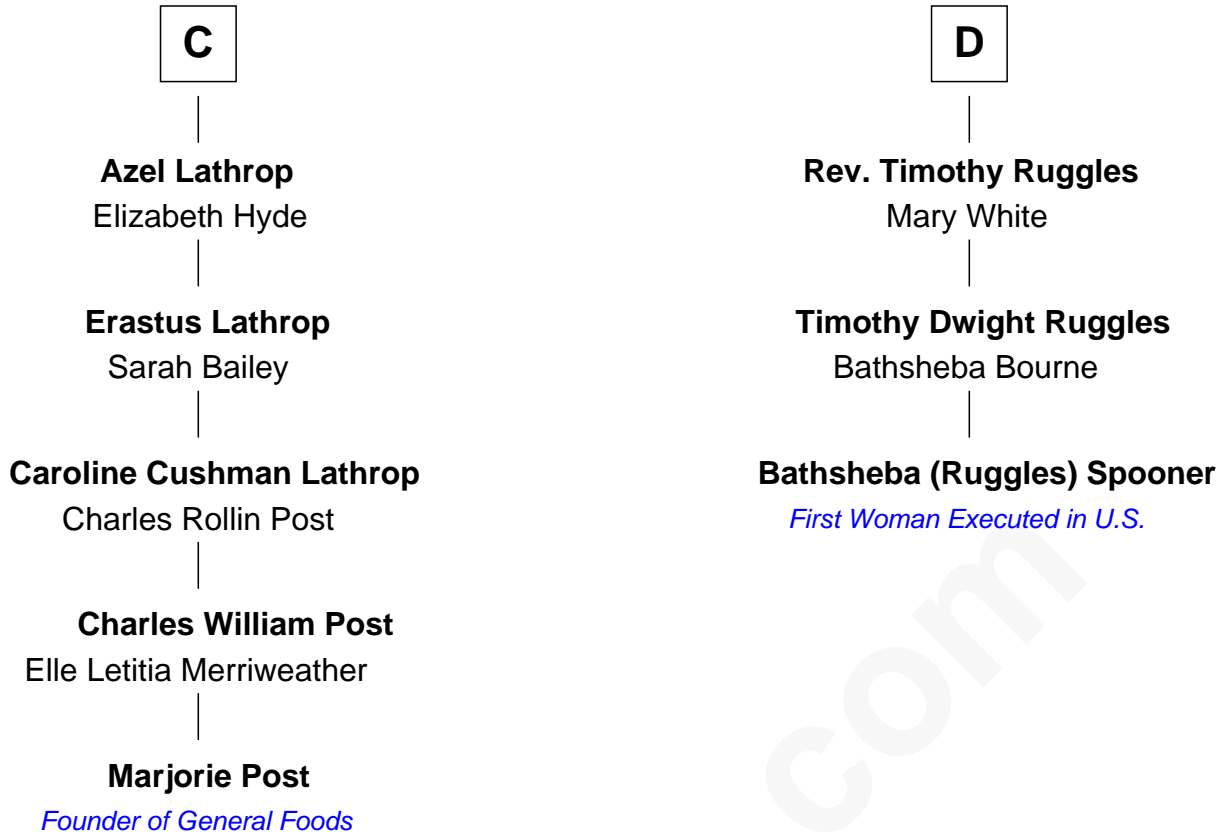 C
Azel Lathrop
Elizabeth Hyde
Erastus Lathrop
Sarah Bailey
Caroline Cushman Lathrop
Charles Rollin Post
Charles William Post
Elle Letitia Merriweather
Marjorie Post
Founder of General Foods
D
Rev. Timothy Ruggles
Mary White
Timothy Dwight Ruggles
Bathsheba Bourne
Bathsheba (Ruggles) Spooner
First Woman Executed in U.S.
com